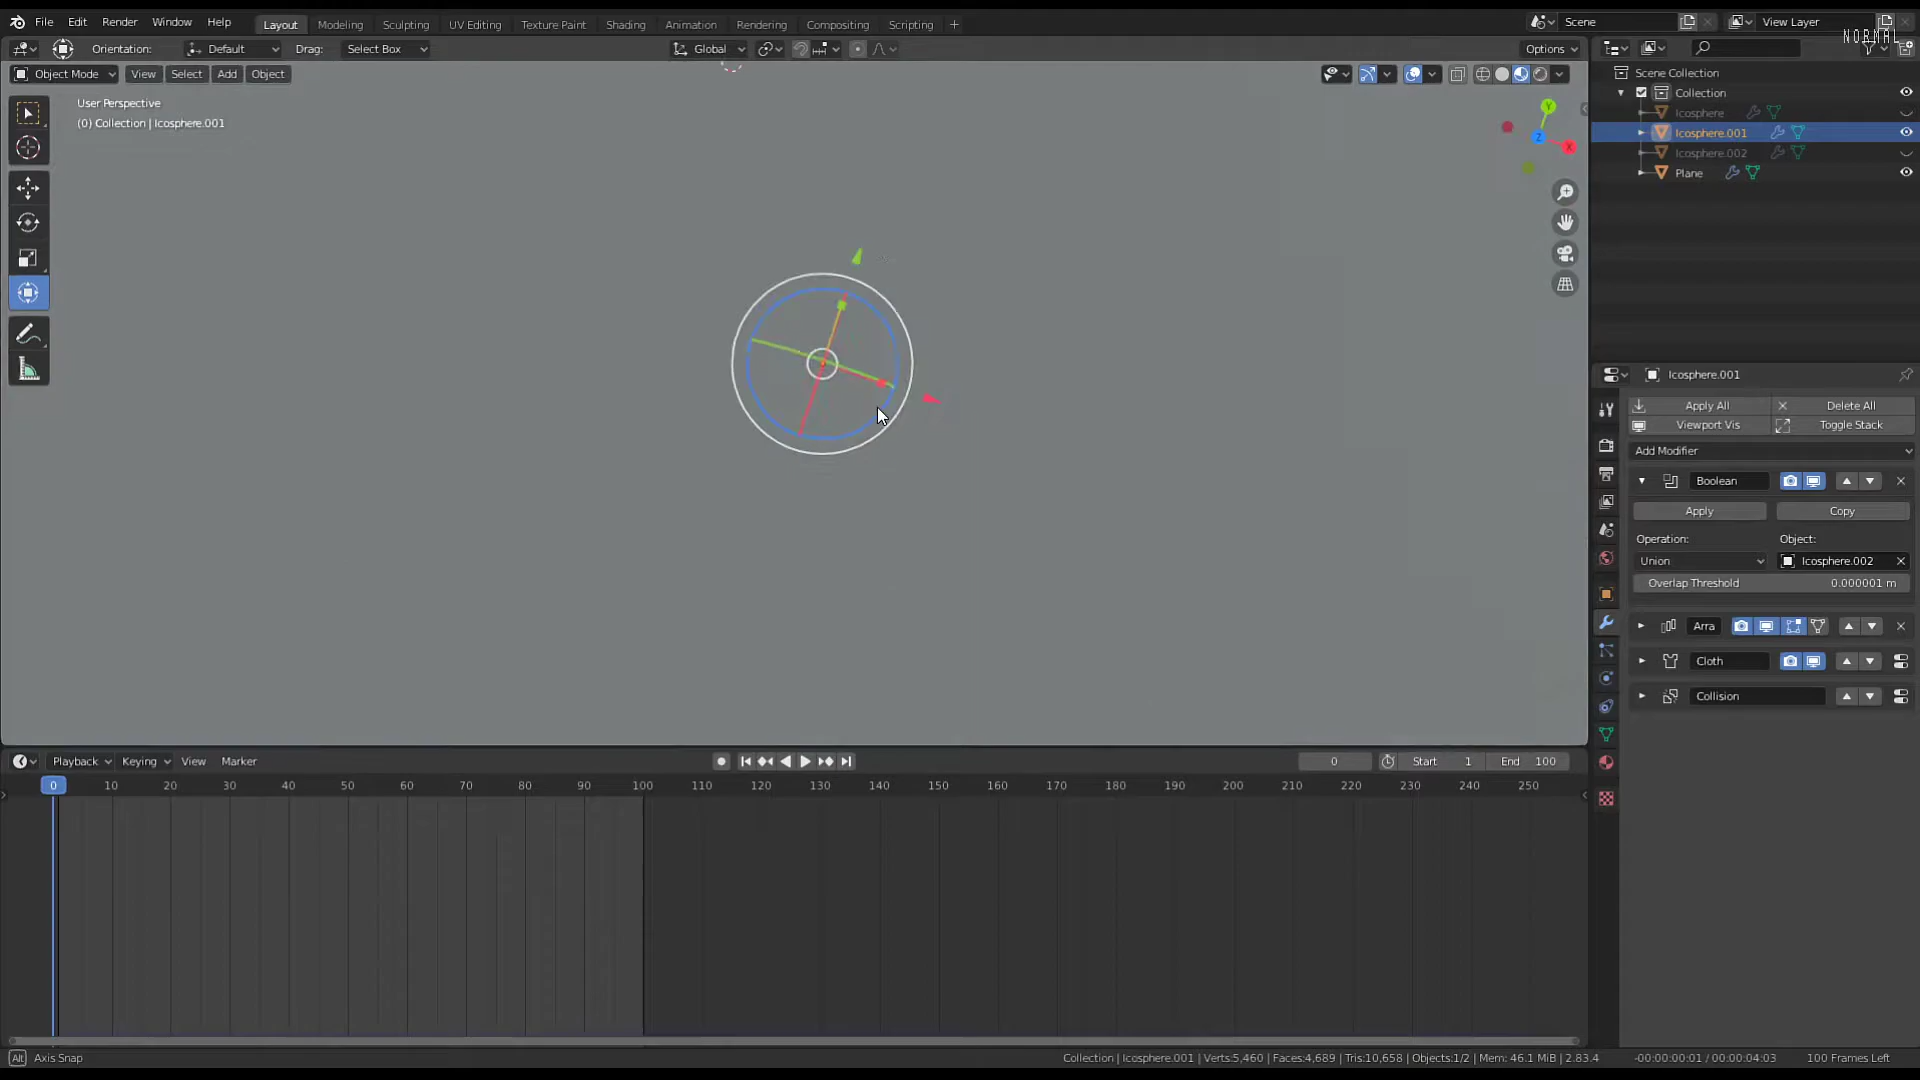 File Edit Render Window Help Layout Modeling Sculpting UV Editing Texture Paint Shading Animation Rendering Compositing Scripting + Scene View Layer
NORMAL
Orientation: Default Drag: Select Box Global Options
Object Mode View Select Add Object
User Perspective
(0) Collection | Icosphere.001
Y
Z
X
Scene Collection
Collection
Icosphere
Icosphere.001
Icosphere.002
Plane
Icosphere.001
Apply All Delete All
Viewport Vis Toggle Stack
Add Modifier
Boolean
Apply Copy
Operation: Object:
Union Icosphere.002
Overlap Threshold 0.000001 m
Arra
Cloth
Collision
Playback Keying View Marker 0 Start 1 End 100
0 10 20 30 40 50 60 70 80 90 100 110 120 130 140 150 160 170 180 190 200 210 220 230 240 250
Alt Axis Snap Collection | Icosphere.001 | Verts:5,460 | Faces:4,689 | Tris:10,658 | Objects:1/2 | Mem: 46.1 MiB | 2.83.4 -00:00:00:01 / 00:00:04:03 100 Frames Left